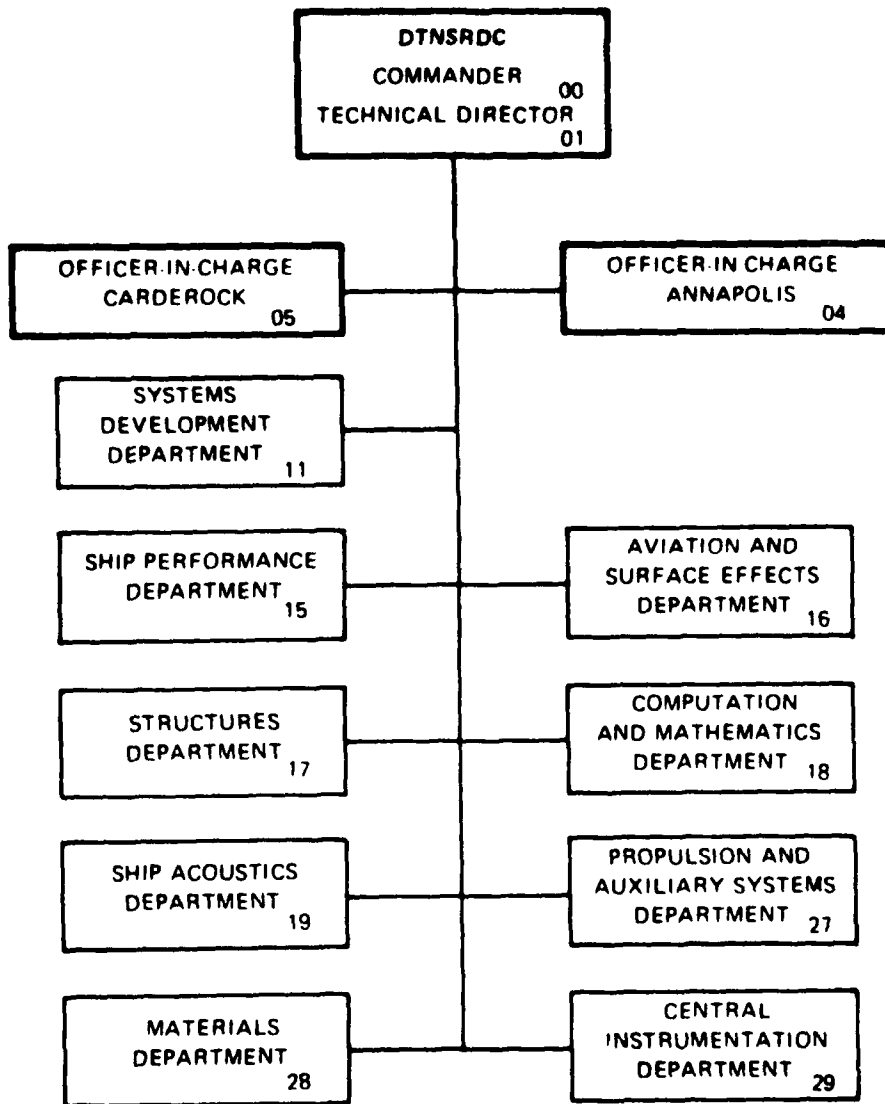 DTNSRDC
COMMANDER
00
TECHNICAL DIRECTOR
01
OFFICER-IN-CHARGE
CARDEROCK
05
OFFICER-IN CHARGE
ANNAPOLIS
04
SYSTEMS
DEVELOPMENT
DEPARTMENT
11
SHIP PERFORMANCE
DEPARTMENT
15
AVIATION AND
SURFACE EFFECTS
DEPARTMENT
16
STRUCTURES
DEPARTMENT
17
COMPUTATION
AND MATHEMATICS
DEPARTMENT
18
SHIP ACOUSTICS
DEPARTMENT
19
PROPULSION AND
AUXILIARY SYSTEMS
DEPARTMENT
27
MATERIALS
DEPARTMENT
28
CENTRAL
INSTRUMENTATION
DEPARTMENT
29